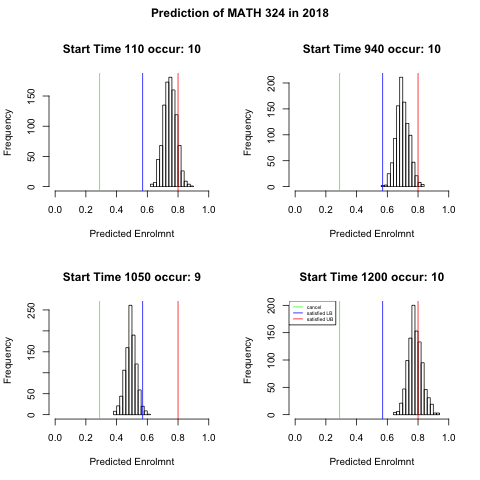 Prediction of MATH 324 in 2018
Start Time 110 occur: 10
Frequency
0 50 100 150
0.0 0.2 0.4 0.6 0.8 1.0
Predicted Enrolmnt
Start Time 940 occur: 10
Frequency
0 50 100 150 200
0.0 0.2 0.4 0.6 0.8 1.0
Predicted Enrolmnt
Start Time 1050 occur: 9
Frequency
0 50 100 150 250
0.0 0.2 0.4 0.6 0.8 1.0
Predicted Enrolmnt
Start Time 1200 occur: 10
cancel
satisfied LB
satisfied UB
Frequency
0 50 100 150 200
0.0 0.2 0.4 0.6 0.8 1.0
Predicted Enrolmnt